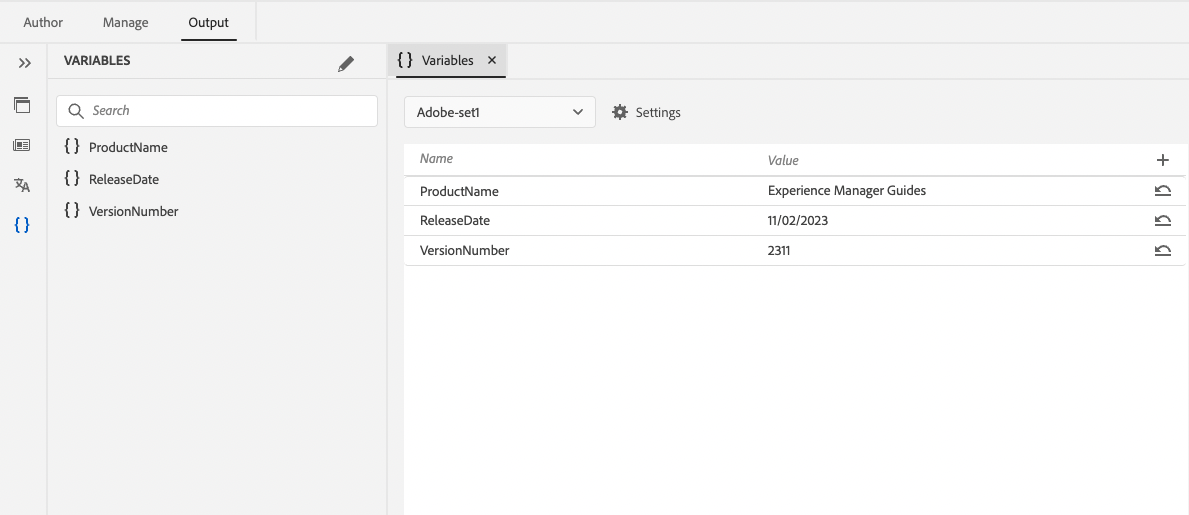 Author Manage Output
VARIABLES
{} Variables ×
Search
Adobe-set1
Settings
{} ProductName
{} ReleaseDate
{} VersionNumber
{}
Name Value +
ProductName Experience Manager Guides
ReleaseDate 11/02/2023
VersionNumber 2311